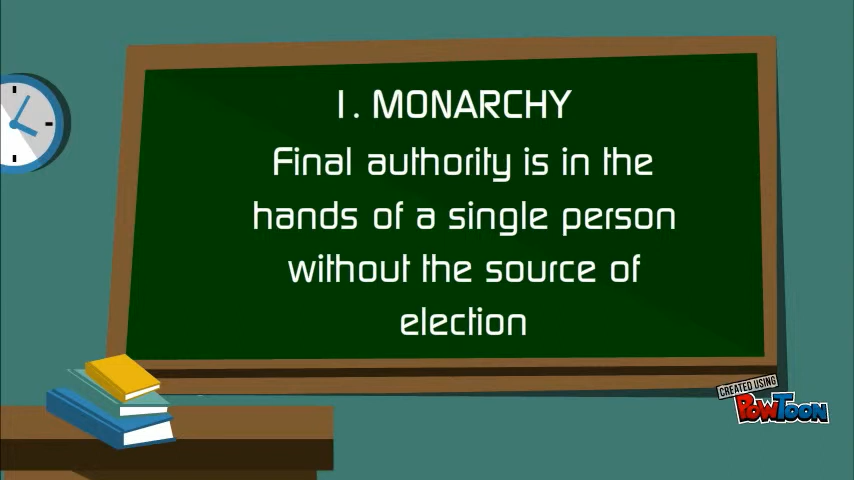 1. MONARCHY
Final authority is in the
hands of a single person
without the source of
election
CREATED USING
POWTOON